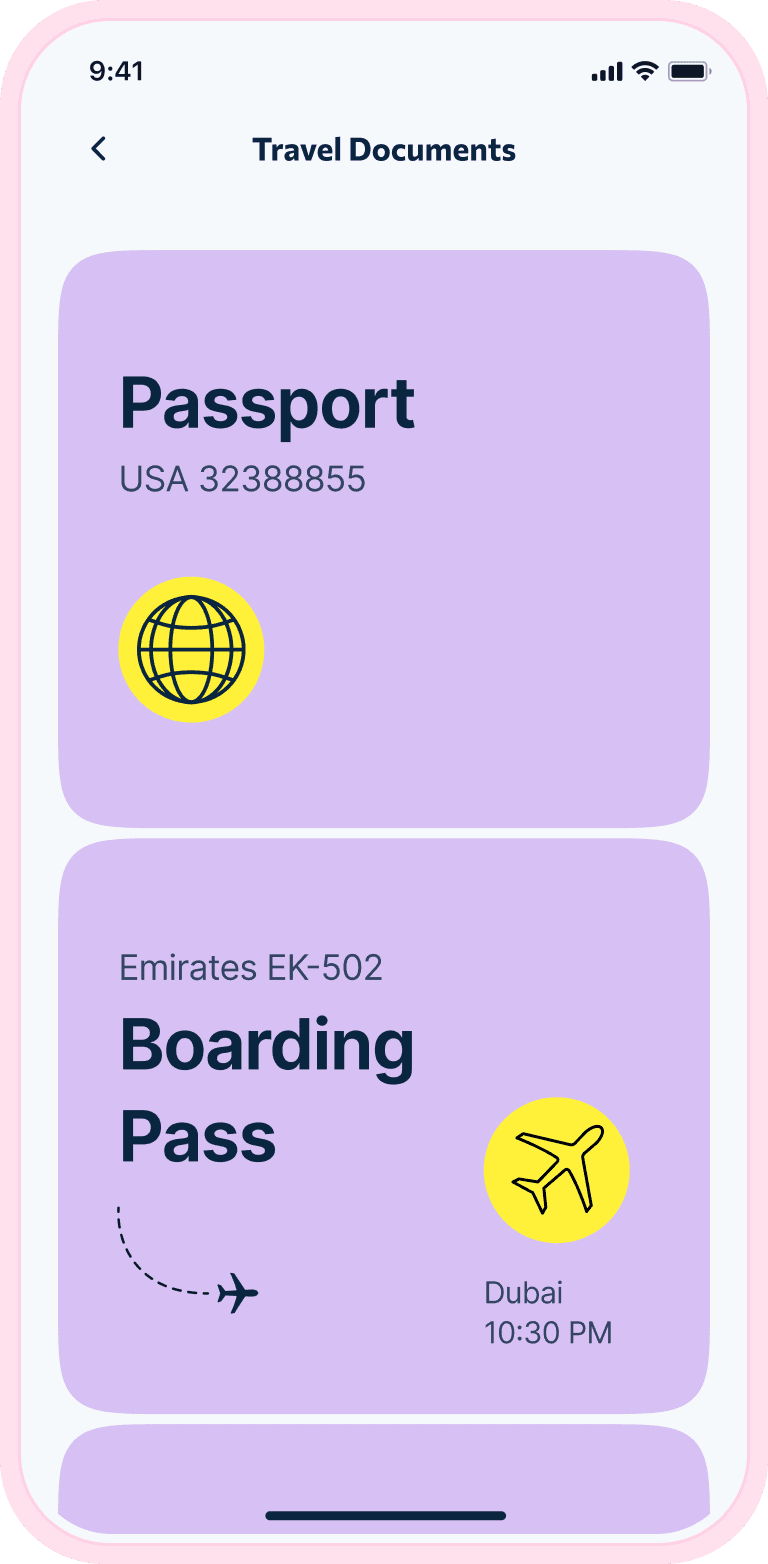 9:41
Travel Documents
Passport
USA 32388855
Emirates EK-502
Boarding
Pass
Dubai
10:30 PM